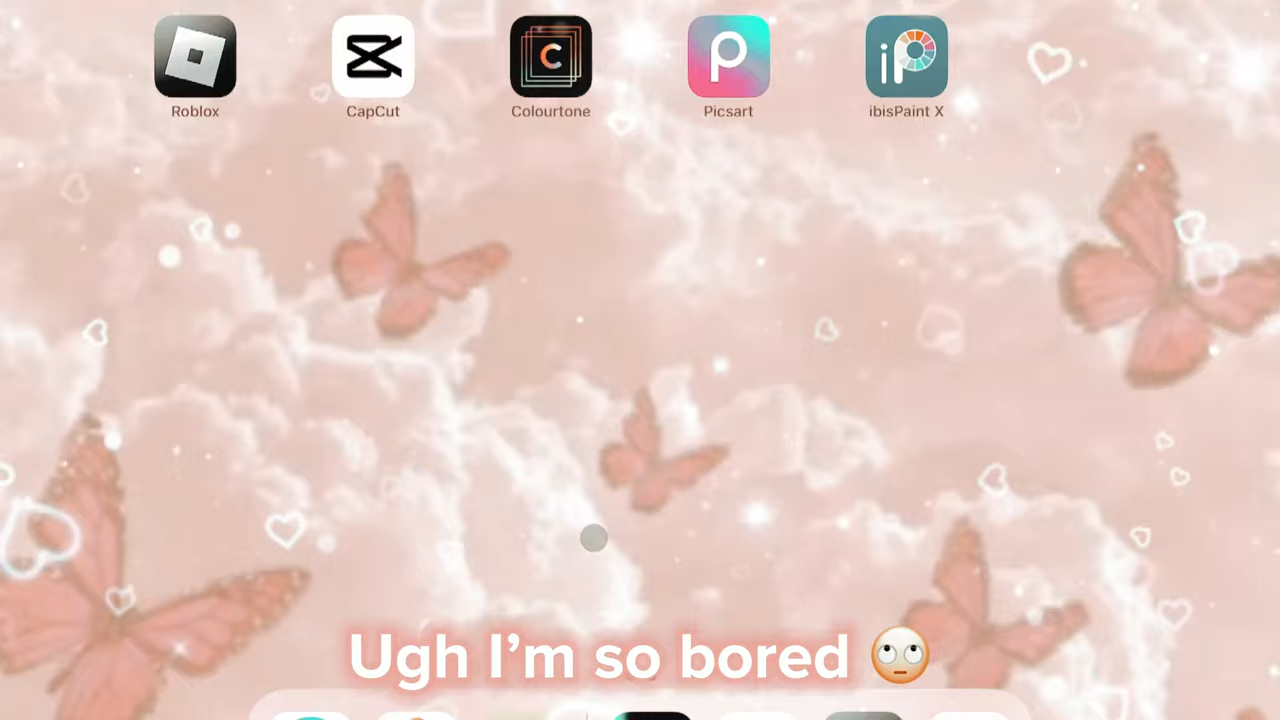 Roblox
CapCut
Colourtone
Picsart
ibisPaint X
Ugh I’m so bored 🙄